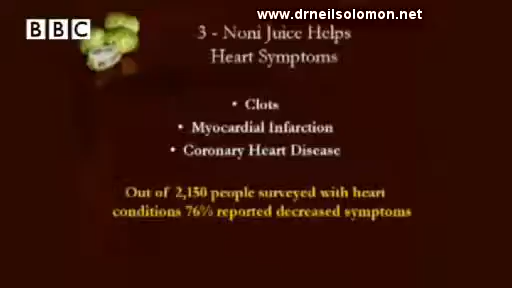 www.drneilsolomon.net
BBC
3 - Noni Juice Helps
Heart Symptoms
• Clots
• Myocardial Infarction
• Coronary Heart Disease
Out of 2,150 people surveyed with heart
conditions 76% reported decreased symptoms